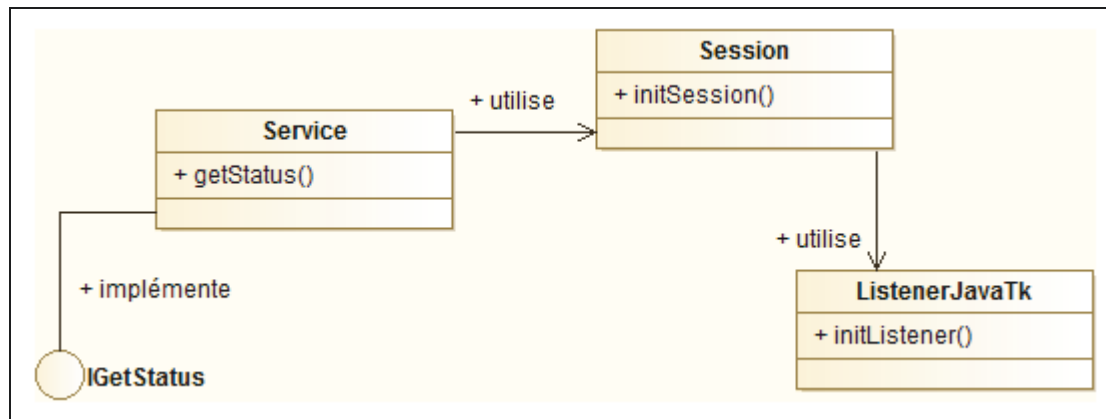 Session
+ initSession()
+ utilise
Service
+ getStatus()
+ utilise
+ implémente
ListenerJavaTk
+ initListener()
IGetStatus